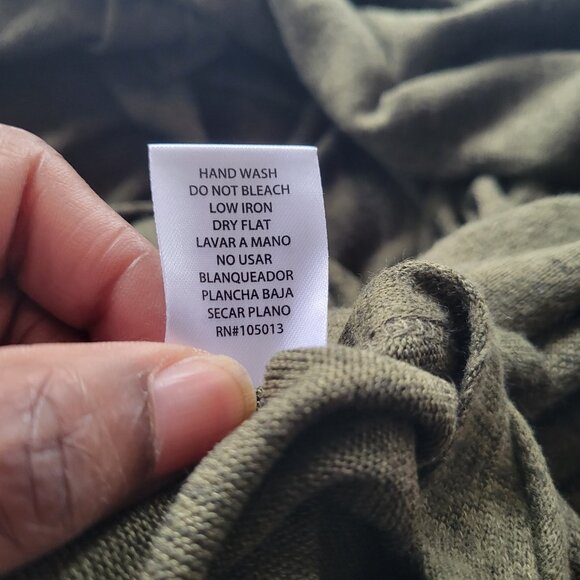 HAND WASH
DO NOT BLEACH
LOW IRON
DRY FLAT
LAVAR A MANO
NO USAR
BLANQUEADOR
PLANCHA BAJA
SECAR PLANO
RN#105013